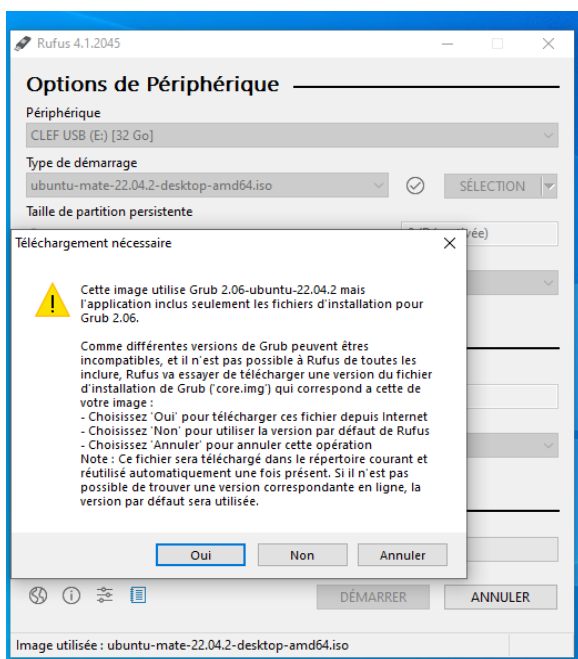 Rufus 4.1.2045
Options de Périphérique
Périphérique
CLEF USB (E:) [32 Go]
Type de démarrage
ubuntu-mate-22.04.2-desktop-amd64.iso
SÉLECTION
Taille de partition persistente
Téléchargement nécessaire
Cette image utilise Grub 2.06-ubuntu-22.04.2 mais
l'application inclus seulement les fichiers d'installation pour
Grub 2.06.
Comme différentes versions de Grub peuvent êtres
incompatibles, et il n'est pas possible à Rufus de toutes les
inclure, Rufus va essayer de télécharger une version du fichier
d'installation de Grub ('core.img') qui correspond a cette de
votre image :
- Choisissez 'Oui' pour télécharger ces fichier depuis Internet
- Choisissez 'Non' pour utiliser la version par défaut de Rufus
- Choisissez 'Annuler' pour annuler cette opération
Note : Ce fichier sera téléchargé dans le répertoire courant et
réutilisé automatiquement une fois présent. Si il n'est pas
possible de trouver une version correspondante en ligne, la
version par défaut sera utilisée.
Oui
Non
Annuler
DÉMARRER
ANNULER
Image utilisée : ubuntu-mate-22.04.2-desktop-amd64.iso